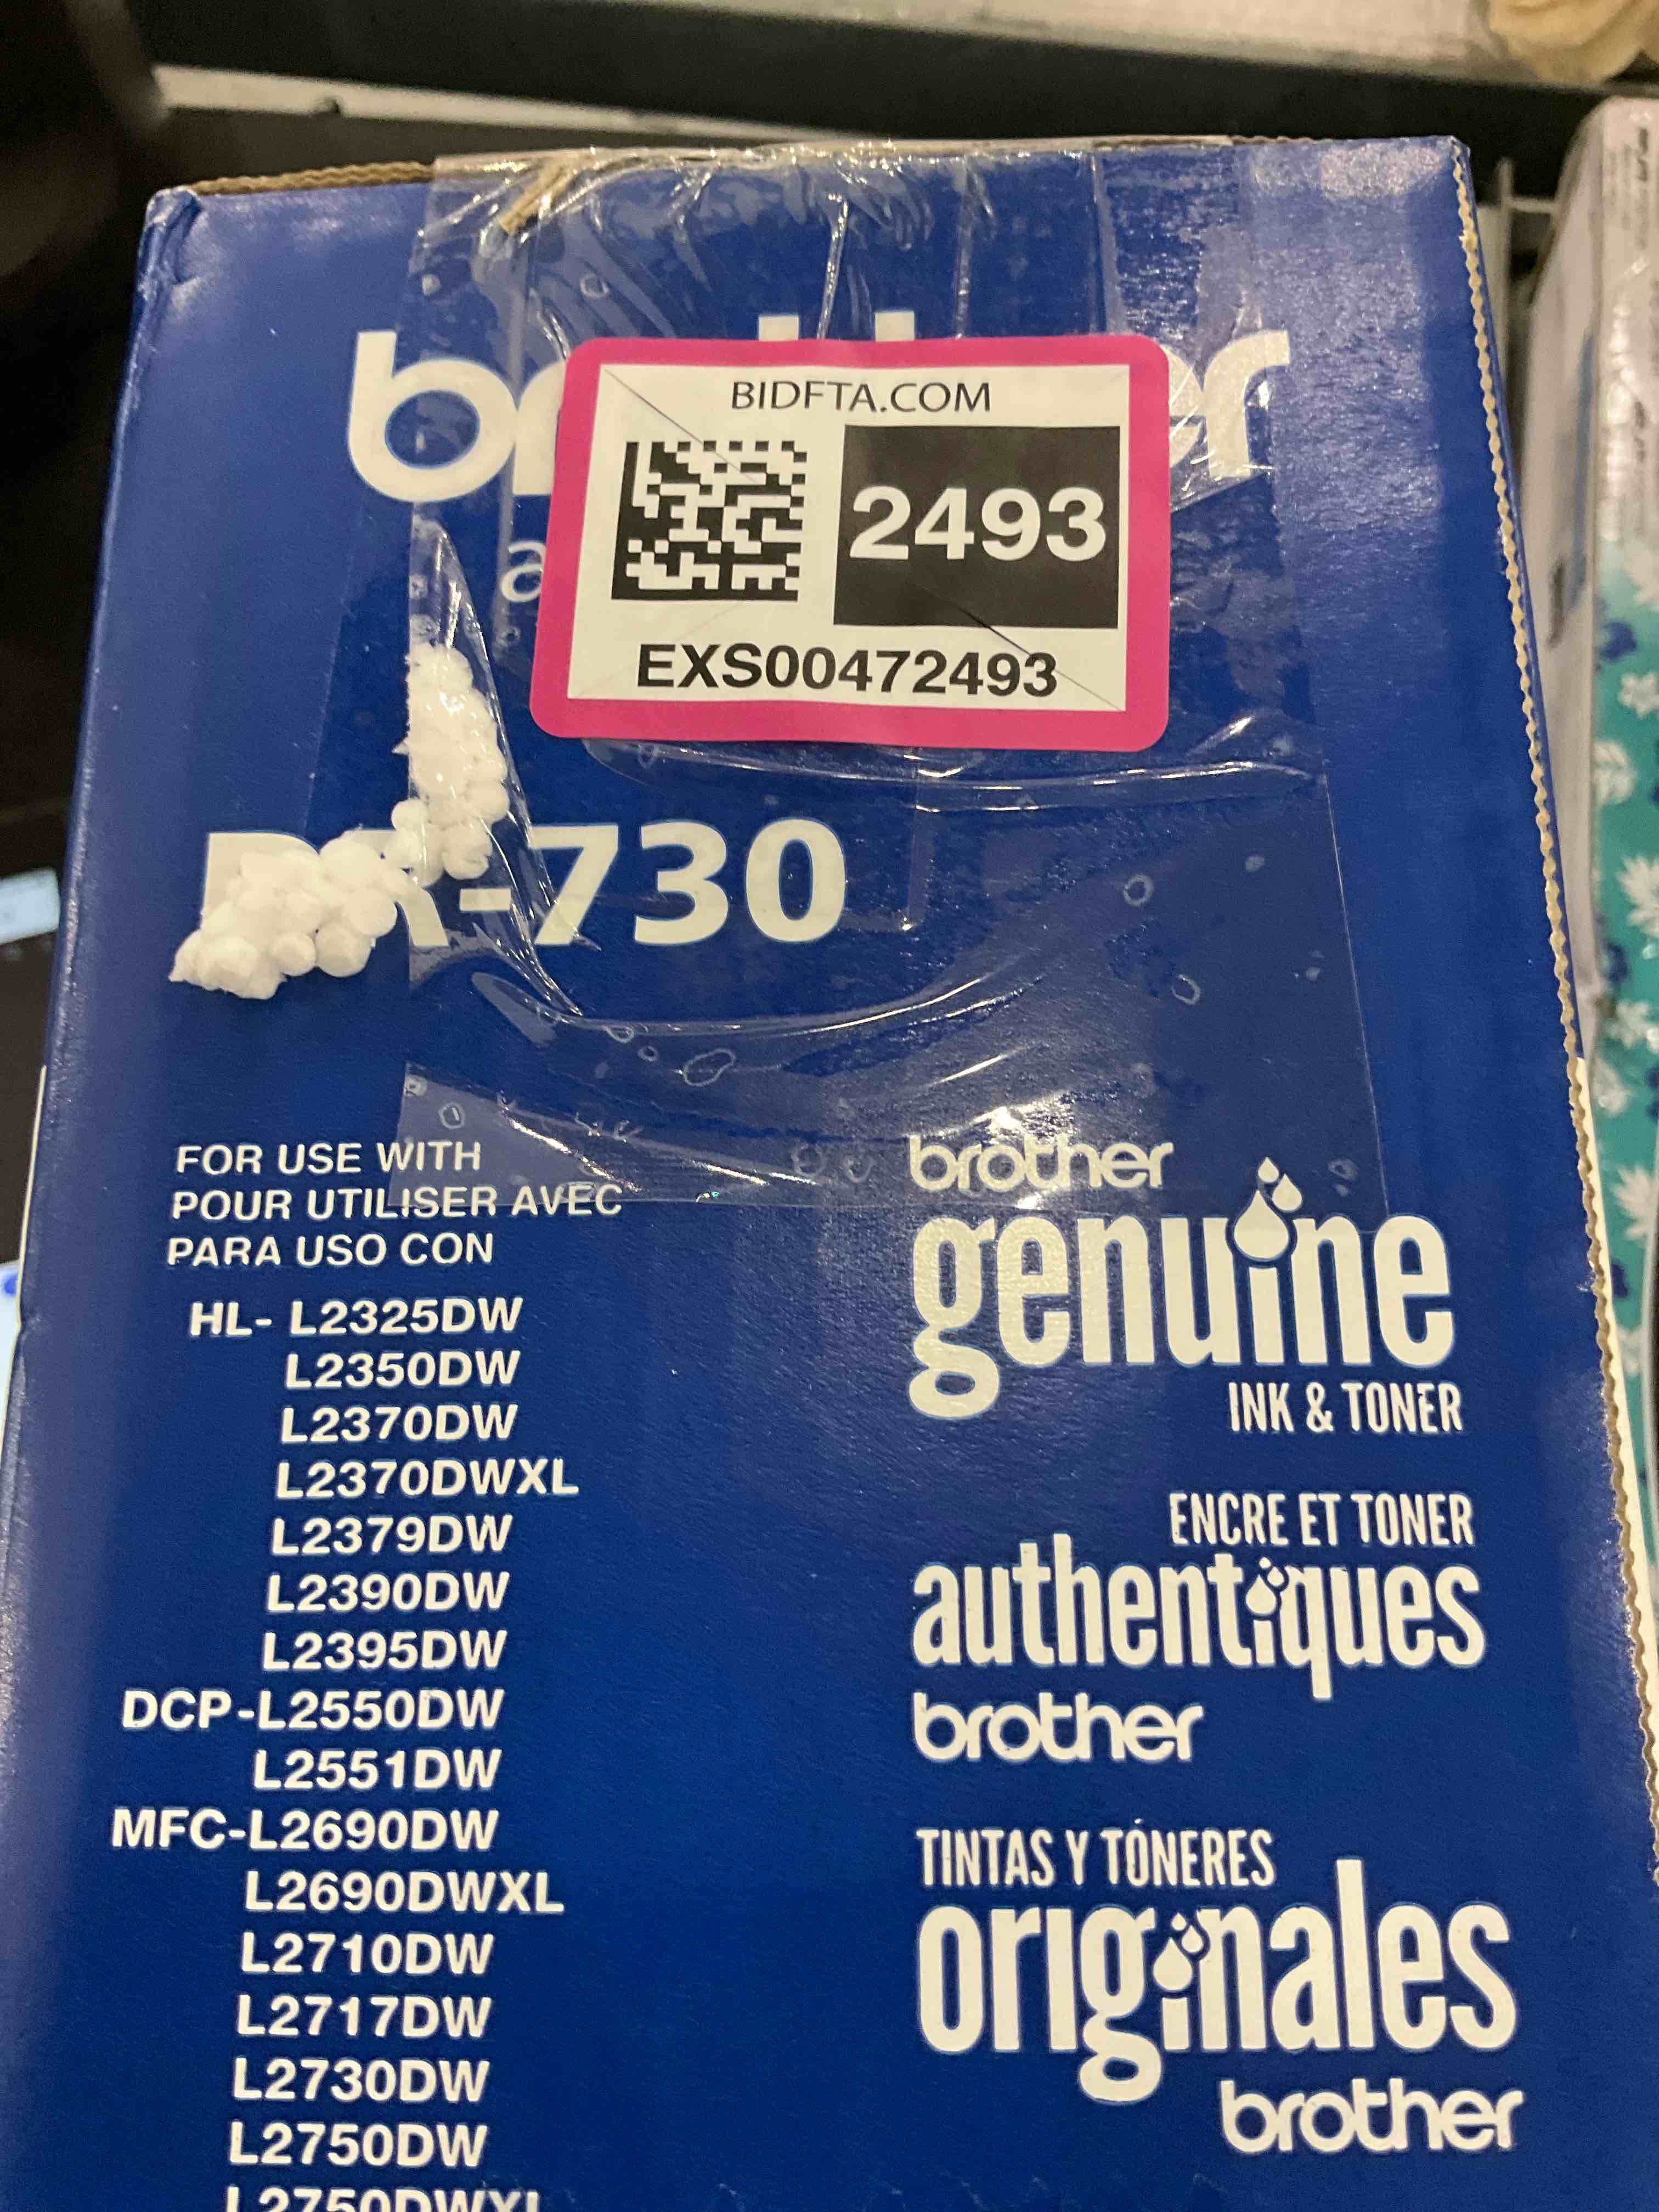 BIDFTA.COM
2493
EXS00472493
-730
FOR USE WITH
POUR UTILISER AVEC
PARA USO CON
HL- L2325DW
L2350DW
L2370DW
L2370DWXL
L2379DW
L2390DW
L2395DW
DCP-L2550DW
L2551DW
MFC-L2690DW
L2690DWXL
L2710DW
L2717DW
L2730DW
L2750DW
L2750DWXL
brother
genuine
INK & TONER
ENCRE ET TONER
authentiques
brother
TINTAS Y TÓNERES
originales
brother